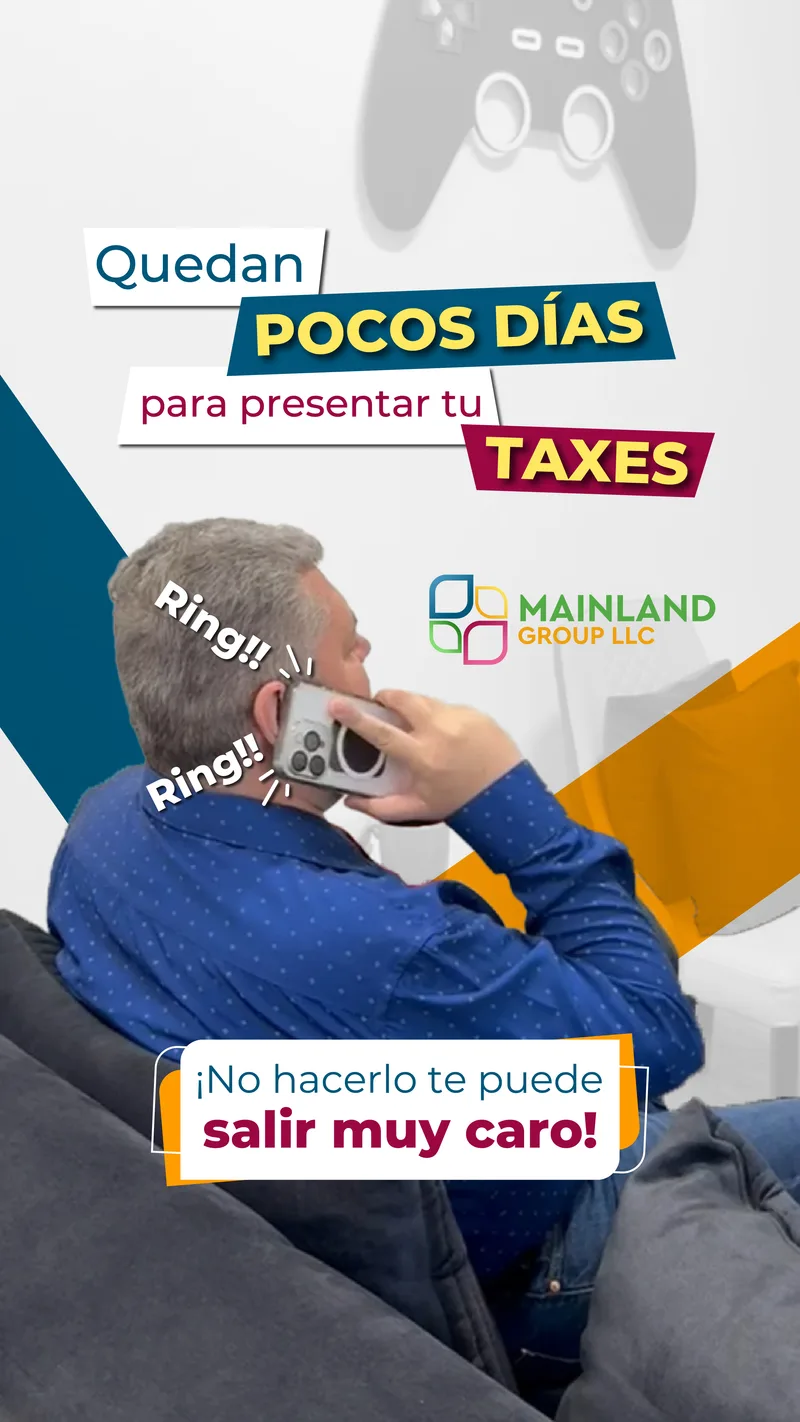 Quedan
POCOS DÍAS
para presentar tu
TAXES
MAINLAND
GROUP LLC
Ring!!
Ring!!
¡No hacerlo te puede
salir muy caro!